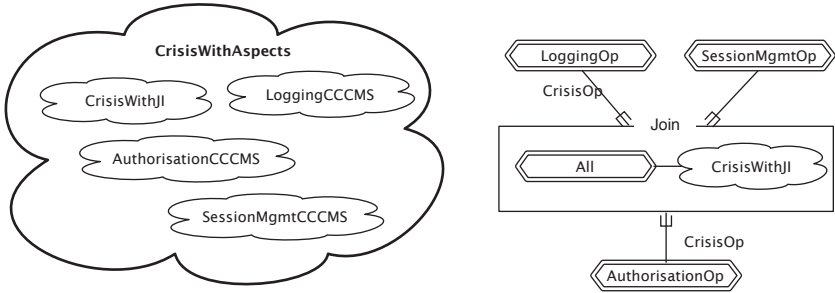 CrisisWithAspects
CrisisWithJI
LoggingCCCMS
AuthorisationCCCMS
SessionMgmtCCCMS
LoggingOp
SessionMgmtOp
CrisisOp
Join
All
CrisisWithJI
CrisisOp
AuthorisationOp